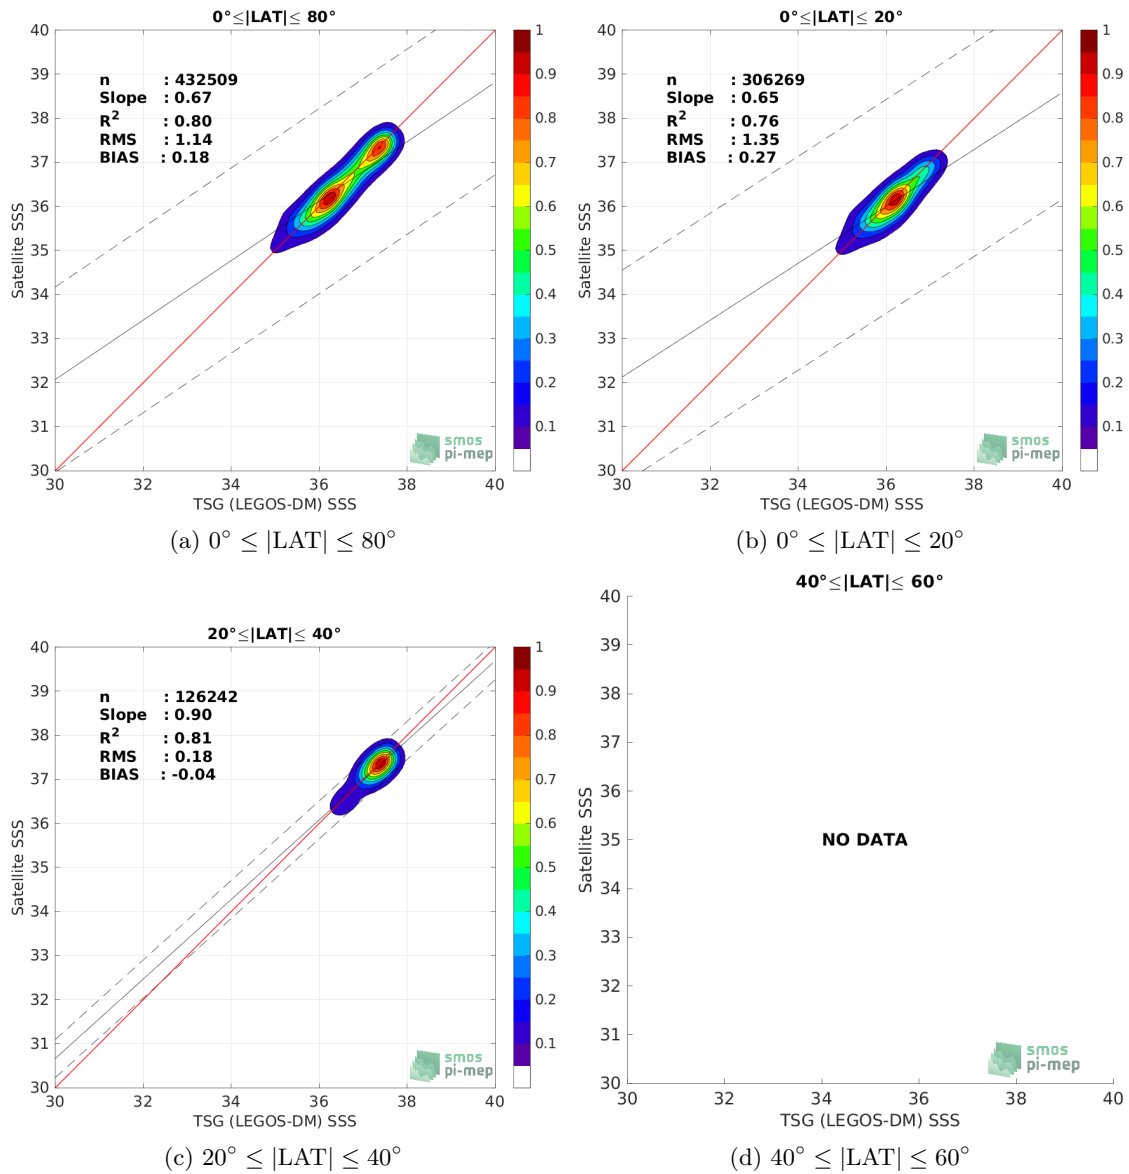 0°≤|LAT|≤ 80°
n : 432509
Slope : 0.67
R2 : 0.80
RMS : 1.14
BIAS : 0.18
40
39
38
37
36
35
34
33
32
31
30
30 32 34 36 38 40
Satellite SSS
TSG (LEGOS-DM) SSS
1
0.9
0.8
0.7
0.6
0.5
0.4
0.3
0.2
0.1
smos
pi-mep
(a) 0° ≤ |LAT| ≤ 80°
0°≤|LAT|≤ 20°
n : 306269
Slope : 0.65
R2 : 0.76
RMS : 1.35
BIAS : 0.27
40
39
38
37
36
35
34
33
32
31
30
30 32 34 36 38 40
Satellite SSS
TSG (LEGOS-DM) SSS
1
0.9
0.8
0.7
0.6
0.5
0.4
0.3
0.2
0.1
smos
pi-mep
(b) 0° ≤ |LAT| ≤ 20°
20°≤|LAT|≤ 40°
n : 126242
Slope : 0.90
R2 : 0.81
RMS : 0.18
BIAS : -0.04
40
39
38
37
36
35
34
33
32
31
30
30 32 34 36 38 40
Satellite SSS
TSG (LEGOS-DM) SSS
1
0.9
0.8
0.7
0.6
0.5
0.4
0.3
0.2
0.1
smos
pi-mep
(c) 20° ≤ |LAT| ≤ 40°
40°≤|LAT|≤ 60°
40
39
38
37
36
35
34
33
32
31
30
30 32 34 36 38 40
Satellite SSS
NO DATA
TSG (LEGOS-DM) SSS
smos
pi-mep
(d) 40° ≤ |LAT| ≤ 60°